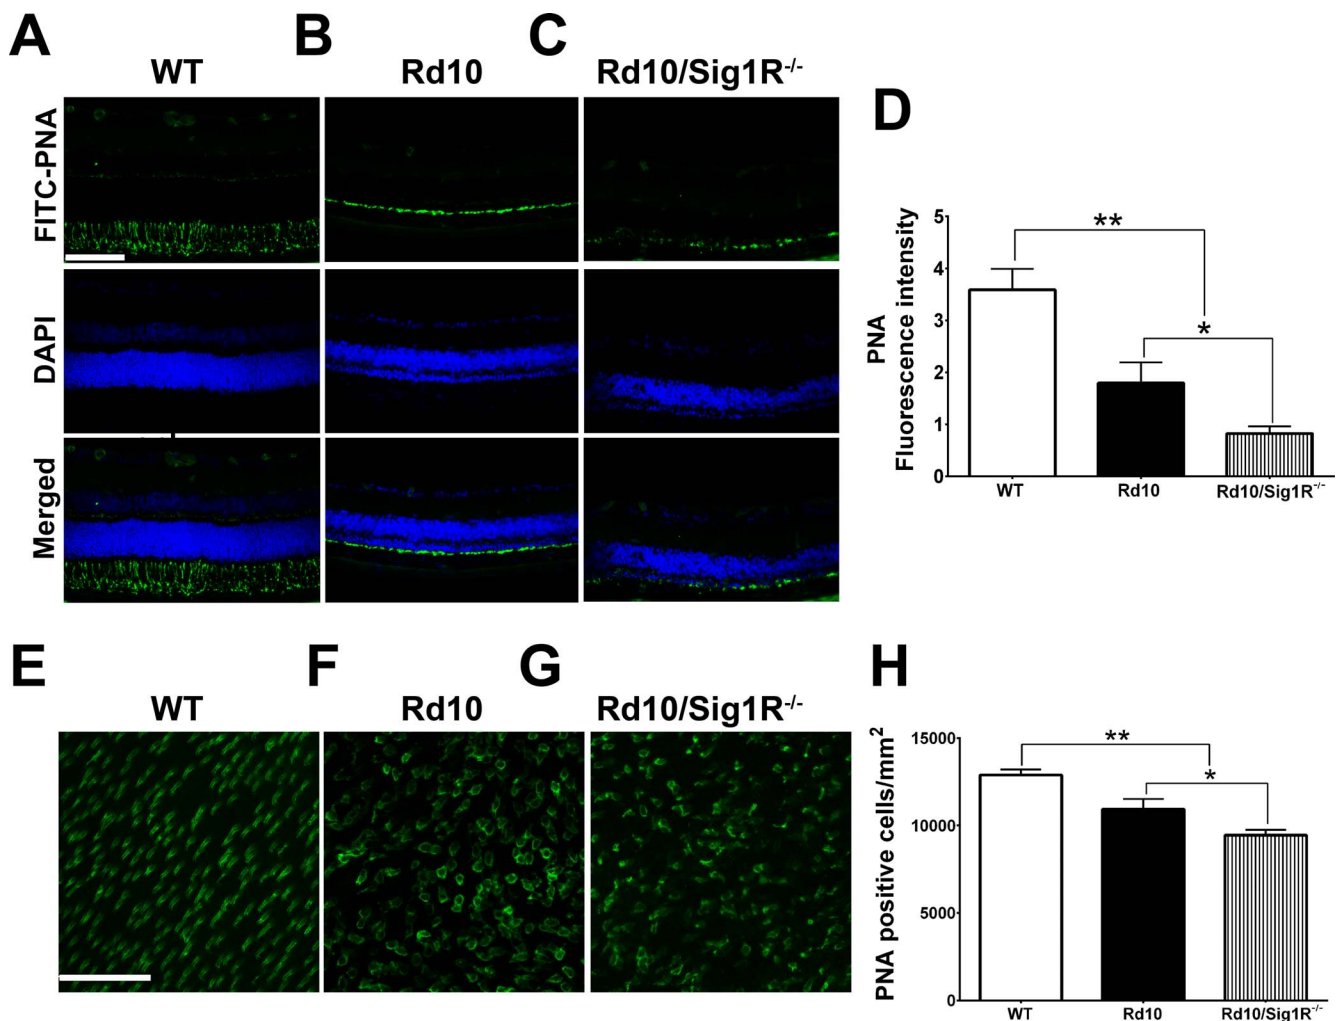 A B C
WT Rd10 Rd10/Sig1R-/-
FITC-PNA
DAPI
Merged
D
PNA
Fluorescence intensity
5
4
3
2
1
0
**
*
WT Rd10 Rd10/Sig1R-/-
E F G
WT Rd10 Rd10/Sig1R-/-
H
PNA positive cells/mm2
15000
10000
5000
0
**
*
WT Rd10 Rd10/Sig1R-/-